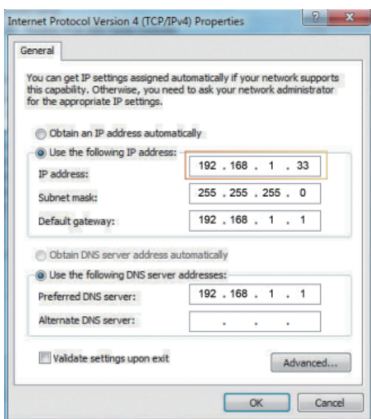 Internet Protocol Version 4 (TCP/IPv4) Properties
General
You can get IP settings assigned automatically if your network supports
this capability. Otherwise, you need to ask your network administrator
for the appropriate IP settings.
Obtain an IP address automatically
Use the following IP address:
IP address: 192 . 168 . 1 . 33
Subnet mask: 255 . 255 . 255 . 0
Default gateway: 192 . 168 . 1 . 1
Obtain DNS server address automatically
Use the following DNS server addresses:
Preferred DNS server: 192 . 168 . 1 . 1
Alternate DNS server: . . .
Validate settings upon exit
Advanced...
OK Cancel